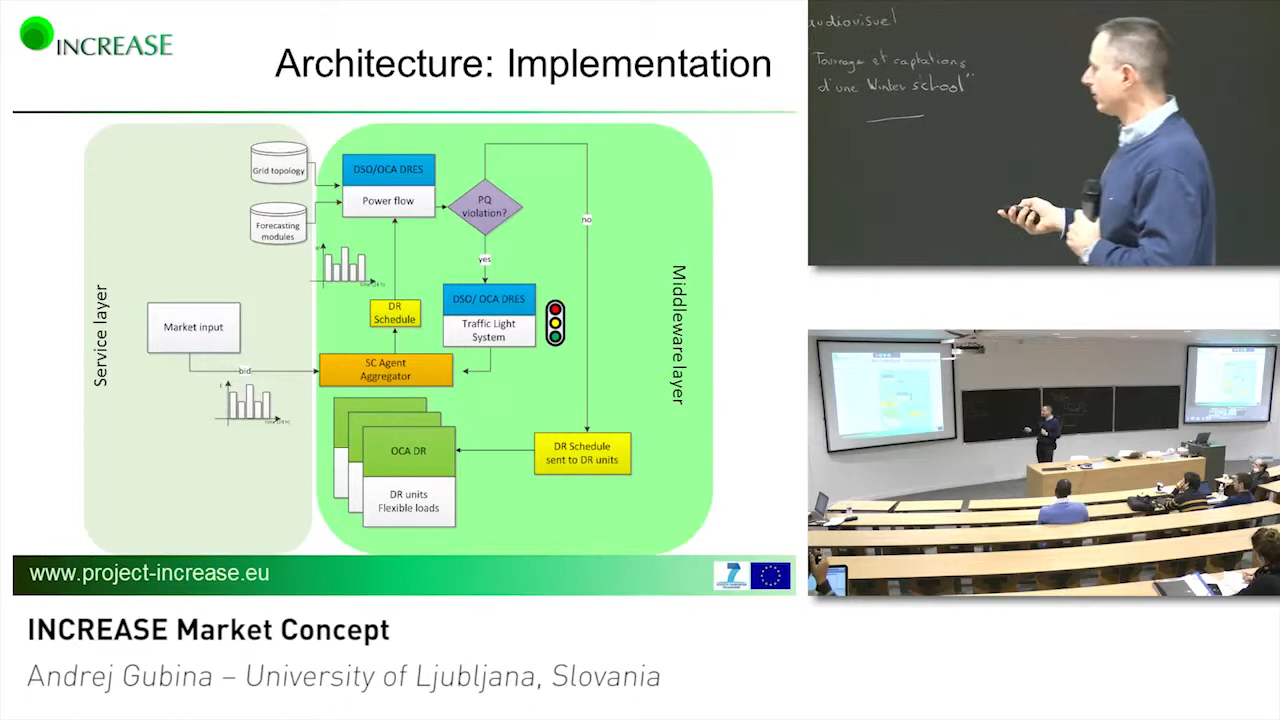 INCREASE
Architecture: Implementation
Service layer
Grid topology
Forecasting
modules
Market input
bid
DSO/OCA DRES
Power flow
PQ
violation?
no
yes
DR
Schedule
DSO/ OCA DRES
Traffic Light
System
SC Agent
Aggregator
OCA DR
DR units
Flexible loads
DR Schedule
sent to DR units
Middleware layer
www.project-increase.eu
INCREASE Market Concept
Andrej Gubina – University of Ljubljana, Slovania
audiovisuel
Tournage et captations
d'une Winter school"